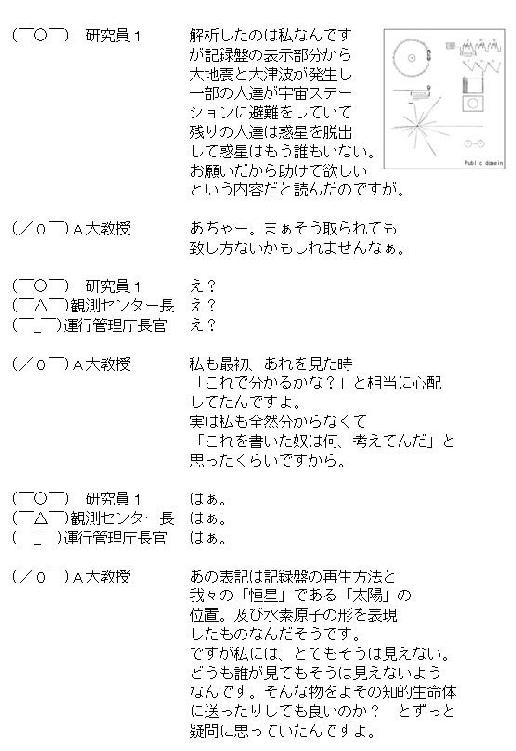 (￣○￣)　研究員１　解析したのは私なんです
が記録盤の表示部分から
大地震と大津波が発生し
一部の人達が宇宙ステー
ションに避難をしていて
残りの人達は惑星を脱出
して惑星はもう誰もいない。
お願いだから助けて欲しい
という内容だと読んだのですが。
Public domain
(／０￣)Ａ大教授　あちゃー。まぁそう取られても
致し方ないかもしれませんなぁ。
(￣○￣)　研究員１　え？
(￣△￣)観測センター長　え？
(￣_￣)運行管理庁長官　え？
(／０￣)Ａ大教授　私も最初、あれを見た時
「これで分かるかな？」と相当に心配
してたんですよ。
実は私も全然分からなくて
「これを書いた奴は何、考えてんだ」と
思ったくらいですから。
(￣○￣)　研究員１　はぁ。
(￣△￣)観測センター長　はぁ。
(￣_￣)運行管理庁長官　はぁ。
(／０￣)Ａ大教授　あの表記は記録盤の再生方法と
我々の「恒星」である「太陽」の
位置。及び水素原子の形を表現
したものなんだそうです。
ですが私には、とてもそうは見えない。
どうも誰が見てもそうは見えないよう
なんです。そんな物をよその知的生命体
に送ったりしても良いのか？　とずっと
疑問に思っていたんですよ。